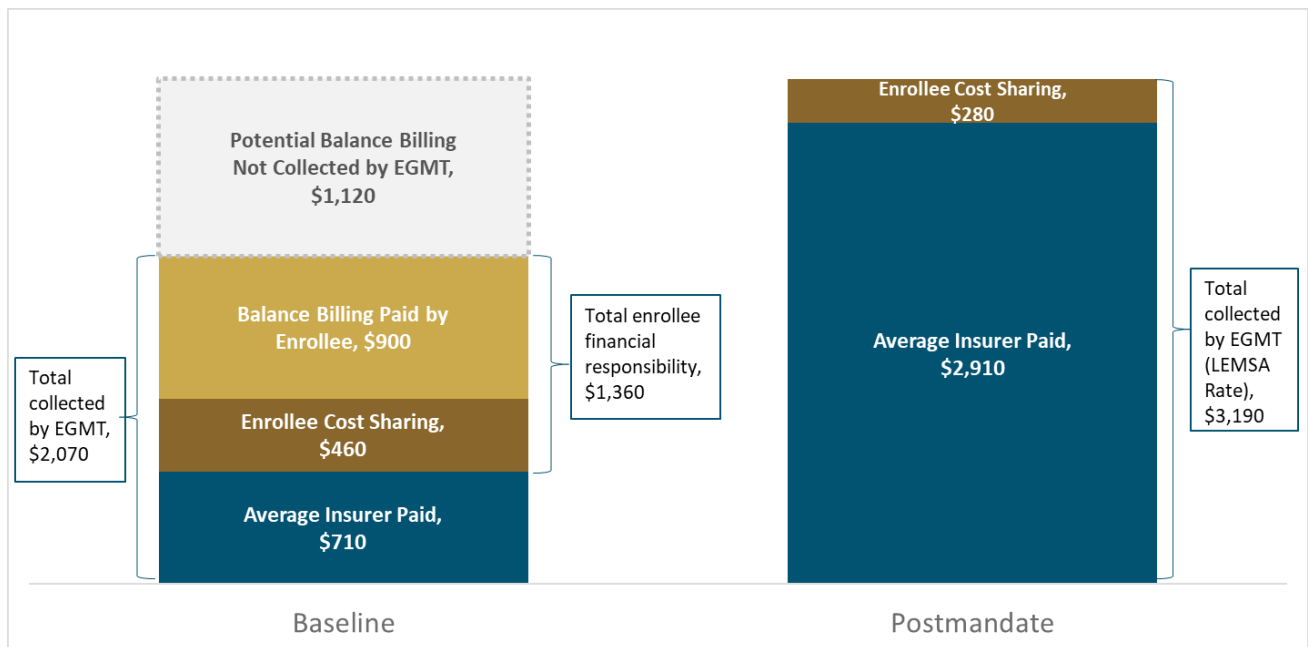 Potential Balance Billing
Not Collected by EGMT,
$1,120
Balance Billing Paid by
Enrollee, $900
Enrollee Cost Sharing,
$460
Average Insurer Paid,
$710
Total
collected
by EGMT,
$2,070
Total enrollee
financial
responsibility,
$1,360
Baseline
Enrollee Cost Sharing,
$280
Average Insurer Paid,
$2,910
Total
collected
by EGMT
(LEMSA
Rate),
$3,190
Postmandate